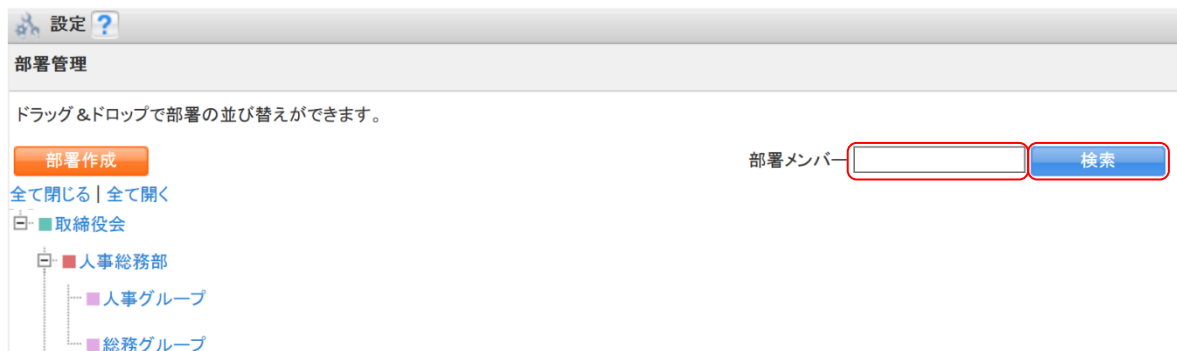 設定 ?
部署管理
ドラッグ&ドロップで部署の並び替えができます。
部署作成 部署メンバー 検索
全て閉じる | 全て開く
取締役会
人事総務部
人事グループ
総務グループ